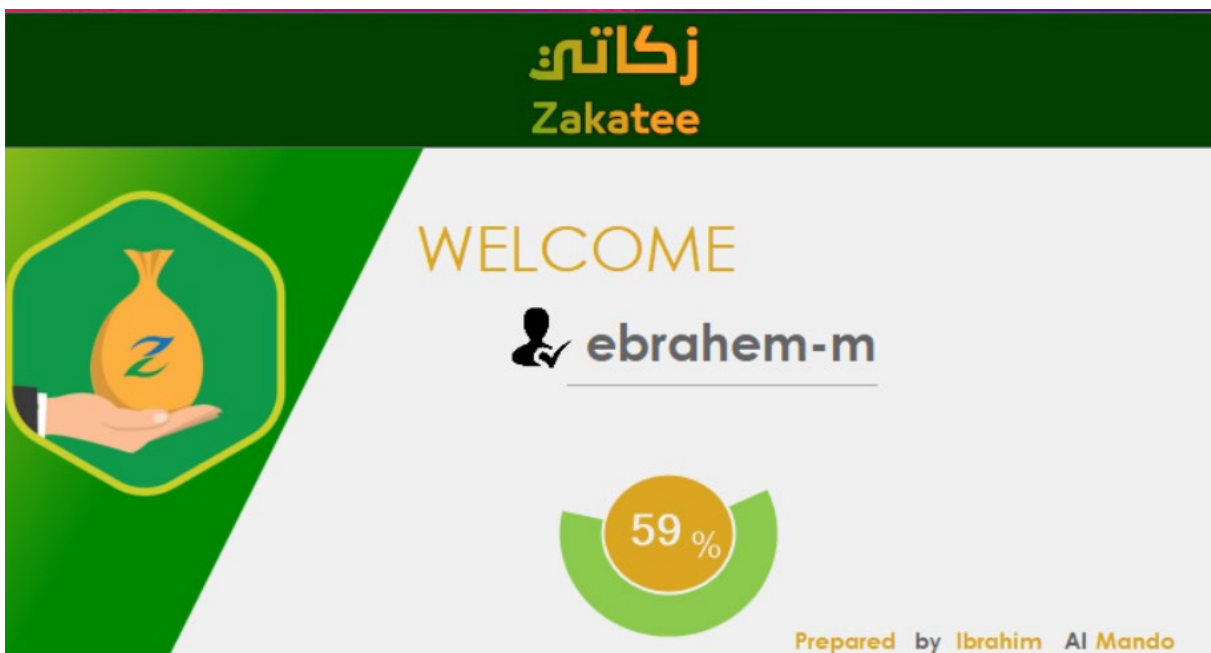 زكاتي
Zakatee
WELCOME
ebrahem-m
59 %
Prepared by Ibrahim Al Mando